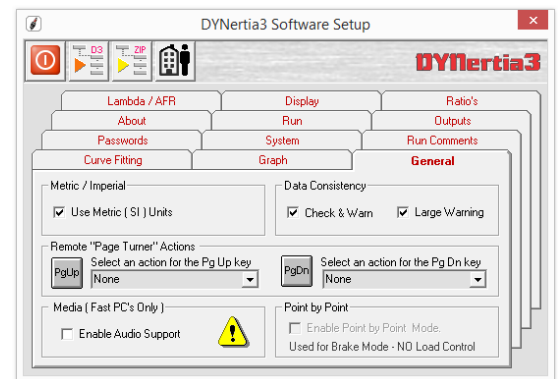 DYNertia3 Software Setup
D3
ZIP
DYNertia3
Lambda / AFR
Display
Ratio's
About
Run
Outputs
Passwords
System
Run Comments
Curve Fitting
Graph
General
Metric / Imperial
Data Consistency
Use Metric ( SI ) Units
Check & Warn
Large Warning
Remote "Page Turner" Actions
PgUp
Select an action for the Pg Up key
None
PgDn
Select an action for the Pg Dn key
None
Media ( Fast PC's Only )
Point by Point
Enable Audio Support
Enable Point by Point Mode.
Used for Brake Mode - NO Load Control